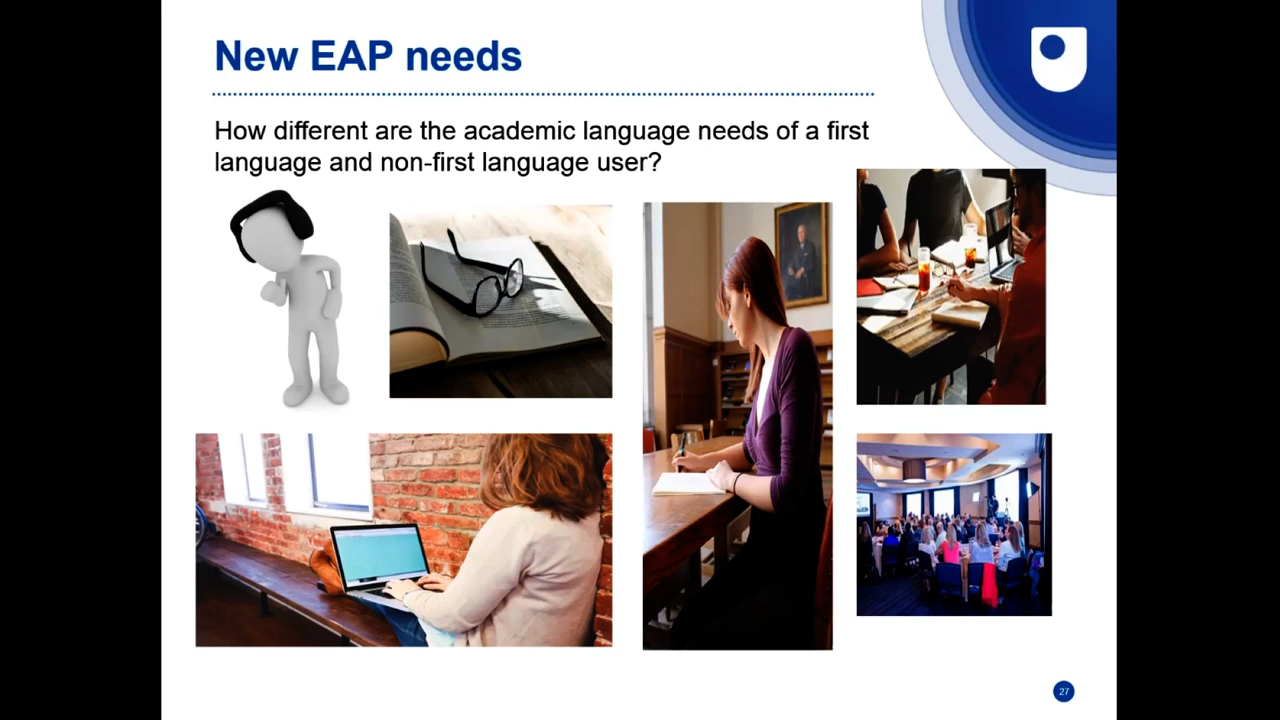 New EAP needs
How different are the academic language needs of a first
language and non-first language user?
27